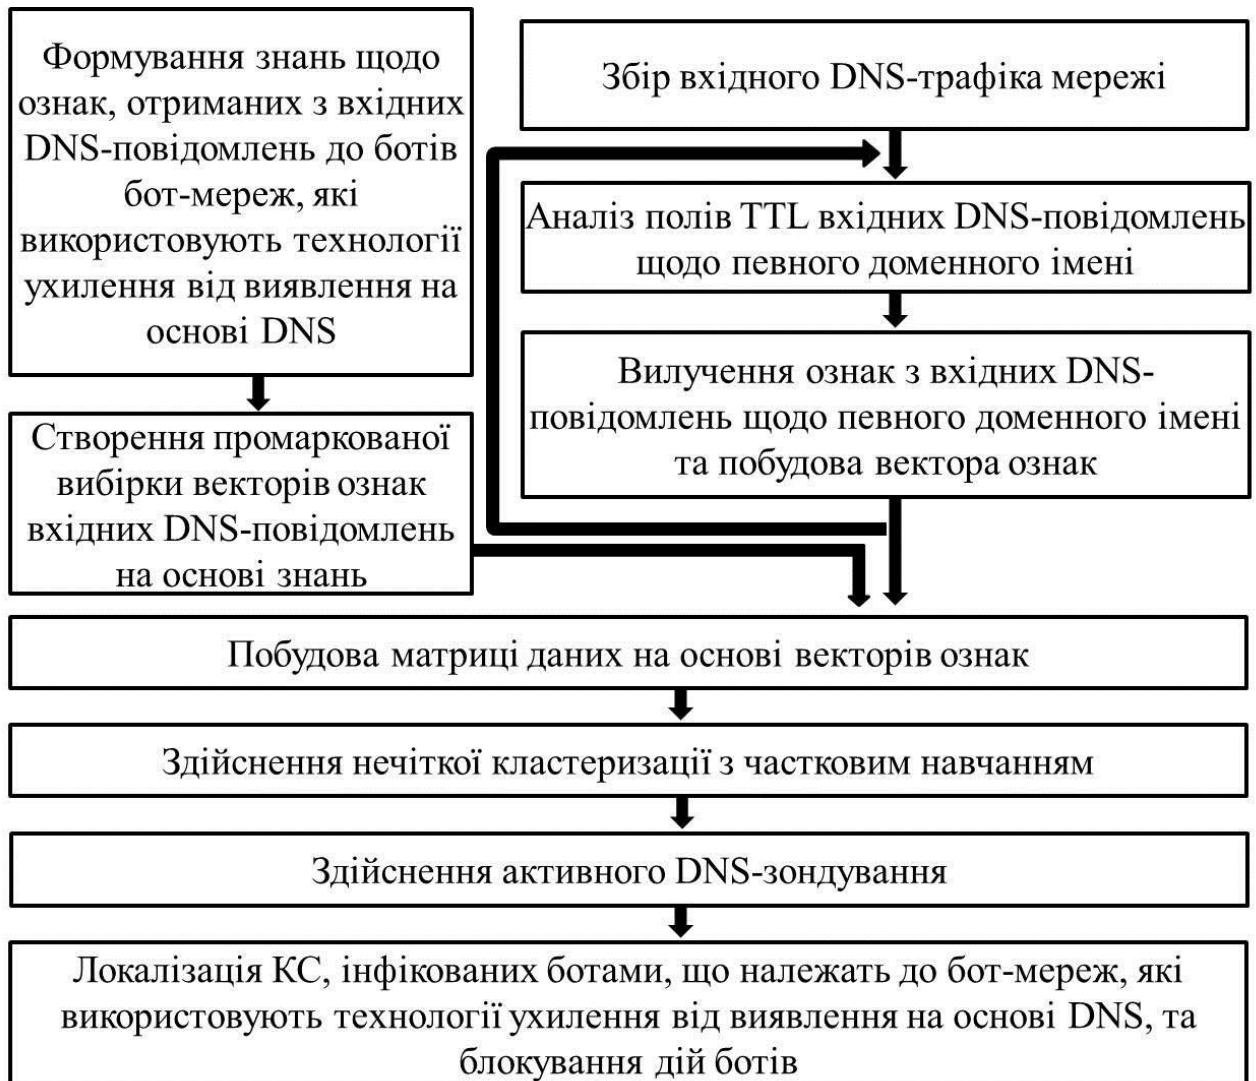 Формування знань щодо
ознак, отриманих з вхідних
DNS-повідомлень до ботів
бот-мереж, які
використовують технології
ухилення від виявлення на
основі DNS
Створення промаркованої
вибірки векторів ознак
вхідних DNS-повідомлень
на основі знань
Збір вхідного DNS-трафіка мережі
Аналіз полів TTL вхідних DNS-повідомлень
щодо певного доменного імені
Вилучення ознак з вхідних DNS-
повідомлень щодо певного доменного імені
та побудова вектора ознак
Побудова матриці даних на основі векторів ознак
Здійснення нечіткої кластеризації з частковим навчанням
Здійснення активного DNS-зондування
Локалізація КС, інфікованих ботами, що належать до бот-мереж, які
використовують технології ухилення від виявлення на основі DNS, та
блокування дій ботів